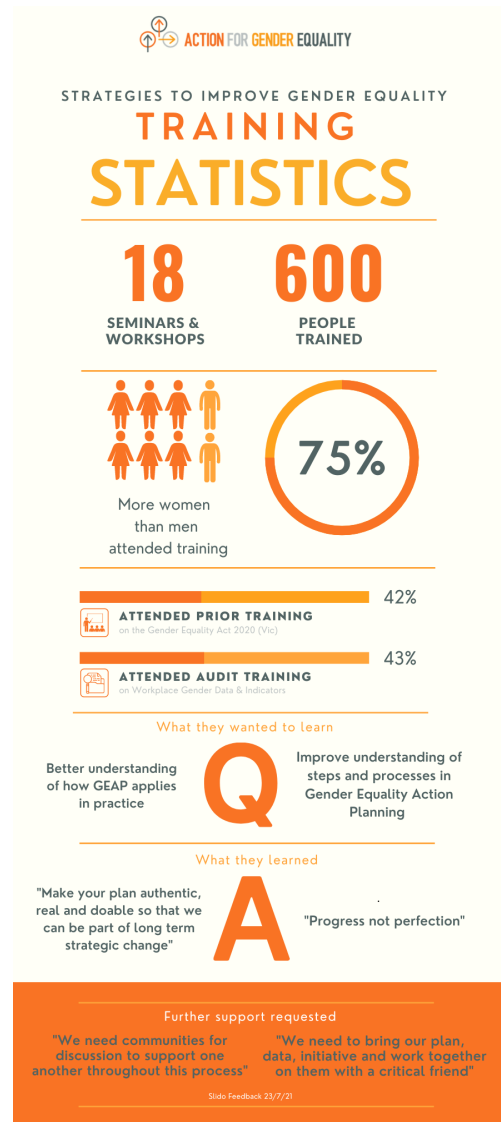 ACTION FOR GENDER EQUALITY
STRATEGIES TO IMPROVE GENDER EQUALITY
TRAINING
STATISTICS
18
SEMINARS &
WORKSHOPS
600
PEOPLE
TRAINED
More women
than men
attended training
75%
42%
ATTENDED PRIOR TRAINING
on the Gender Equality Act 2020 (Vic)
43%
ATTENDED AUDIT TRAINING
on Workplace Gender Data & Indicators
What they wanted to learn
Better understanding
of how GEAP applies
in practice
Q
Improve understanding of
steps and processes in
Gender Equality Action
Planning
What they learned
"Make your plan authentic,
real and doable so that we
can be part of long term
strategic change"
A
.
"Progress not perfection"
Further support requested
"We need communities for
discussion to support one
another throughout this process"
"We need to bring our plan,
data, initiative and work together
on them with a critical friend"
Slido Feedback 23/7/21